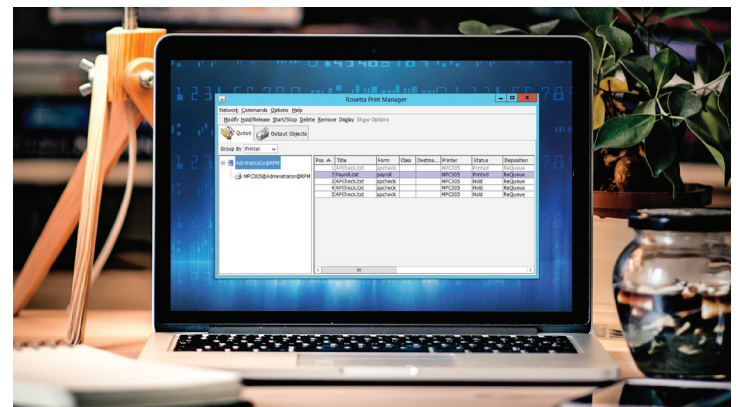 Rosetta Print Manager
Network Commands Options Help
Modify Hold/Release Start/Stop Delete Remove Display Show Options
Queue Output Objects
Group By Printer
Pos Title Form Class Destina... Printer Status Disposition
Administrator@RPM
MPC305@Administrator@RPM
1 APCheck.txt apcheck MPC305 Printed ReQueue
2 Payroll.txt payroll MPC305 Printed ReQueue
3 APCheck.txt apcheck MPC305 Hold ReQueue
4 APCheck.txt apcheck MPC305 Hold ReQueue
5 APCheck.txt apcheck MPC305 Hold ReQueue